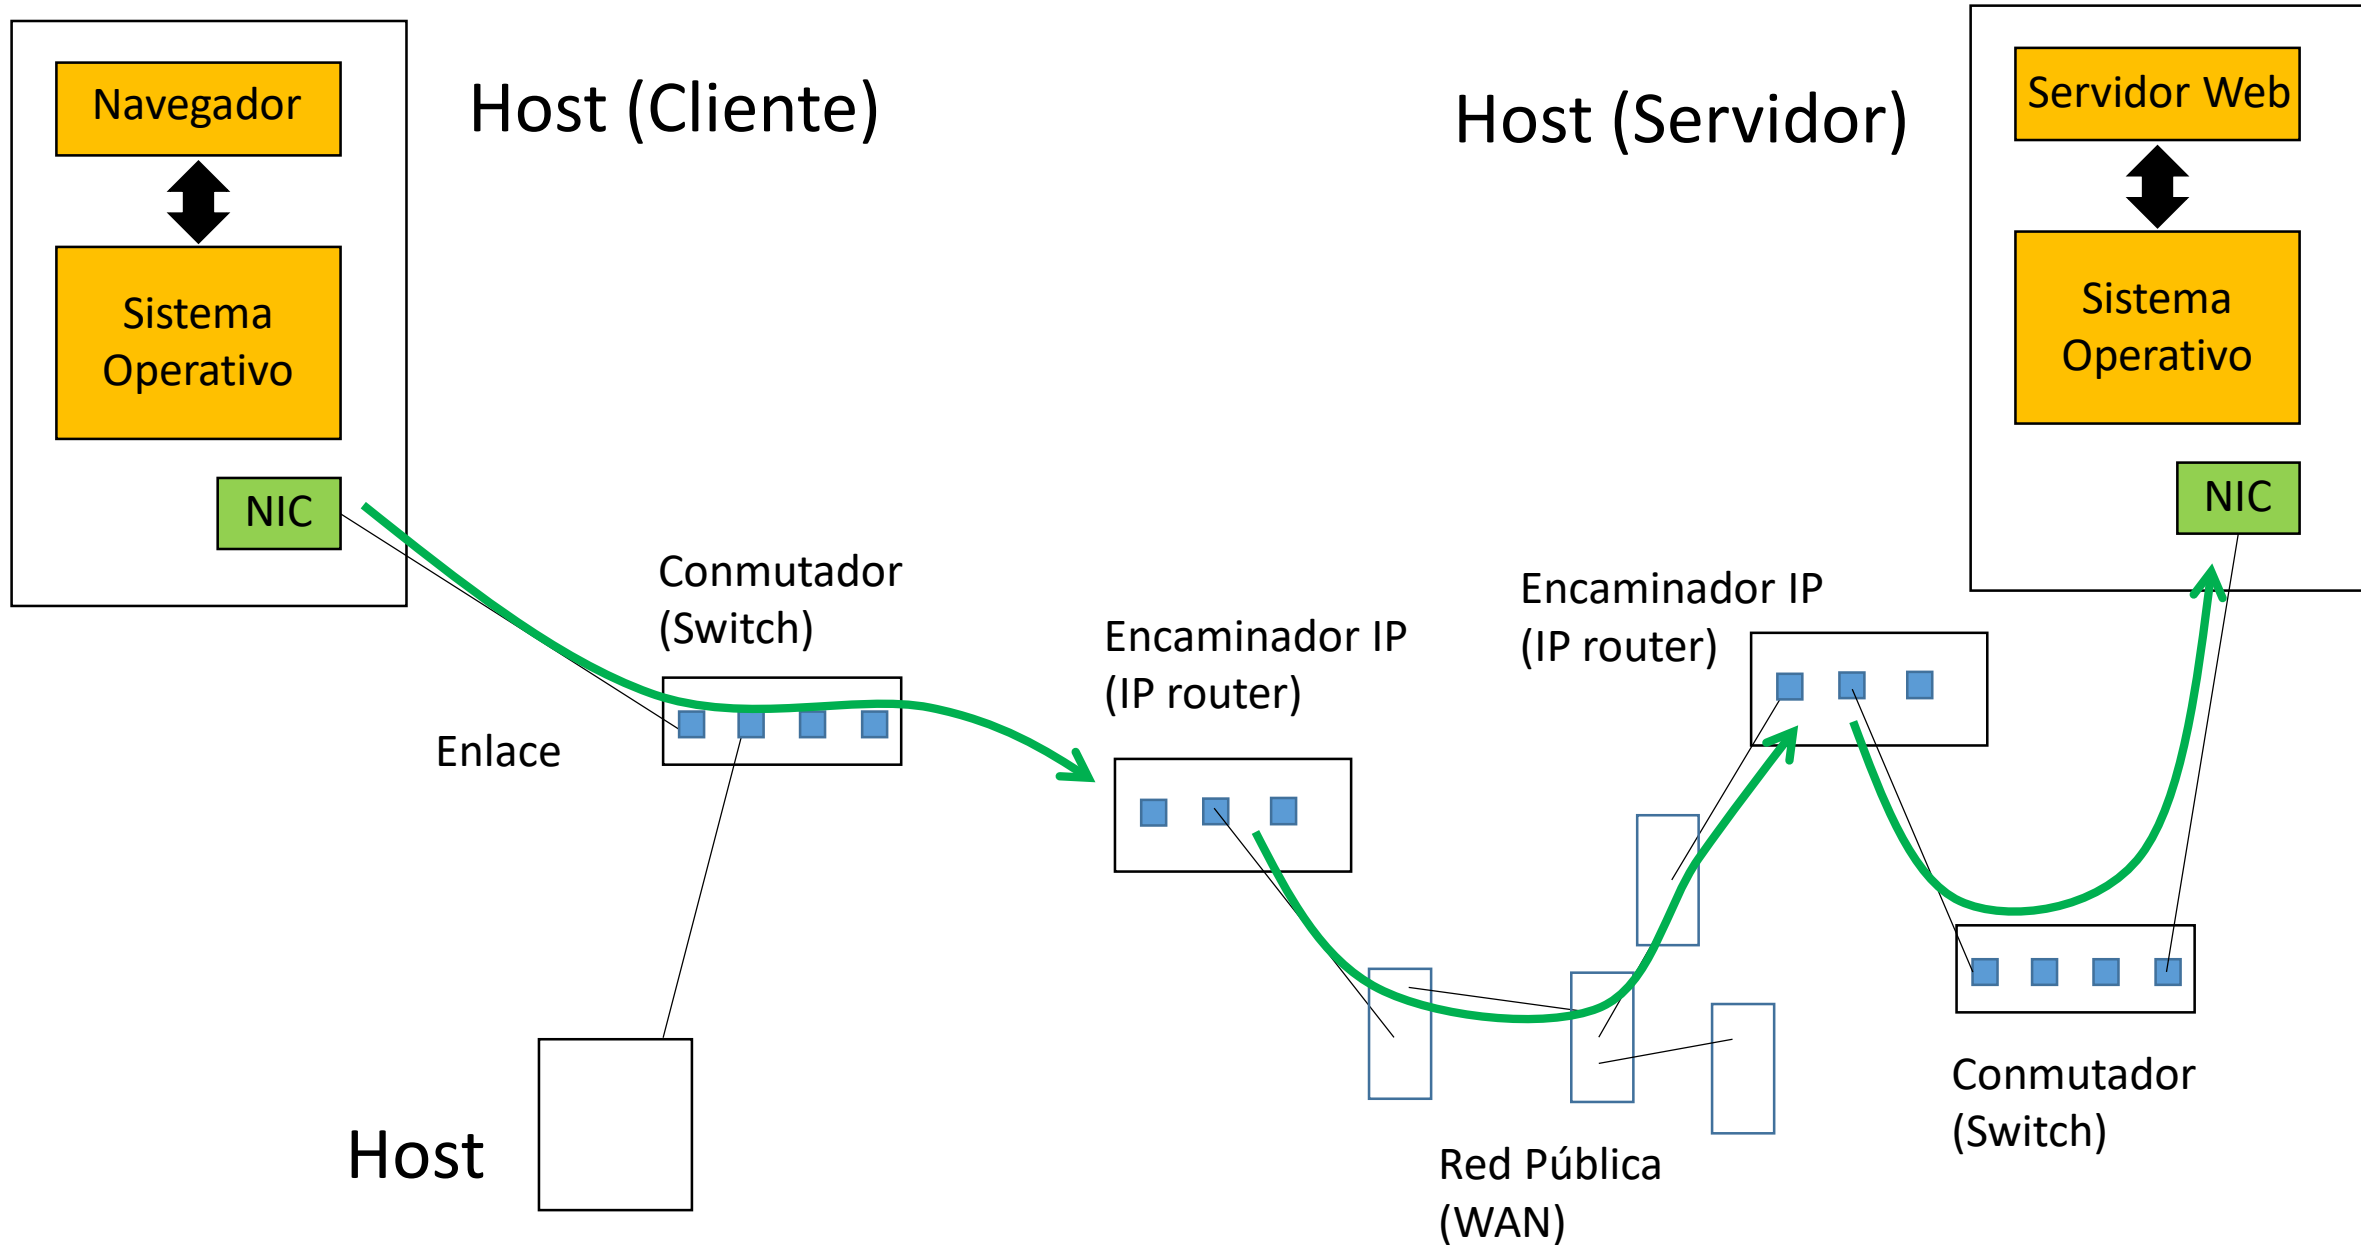 Navegador
Host (Cliente)
Host (Servidor)
Servidor Web
Sistema
Operativo
Sistema
Operativo
NIC
NIC
Conmutador
(Switch)
Encaminador IP
(IP router)
Encaminador IP
(IP router)
Enlace
Host
Red Pública
(WAN)
Conmutador
(Switch)